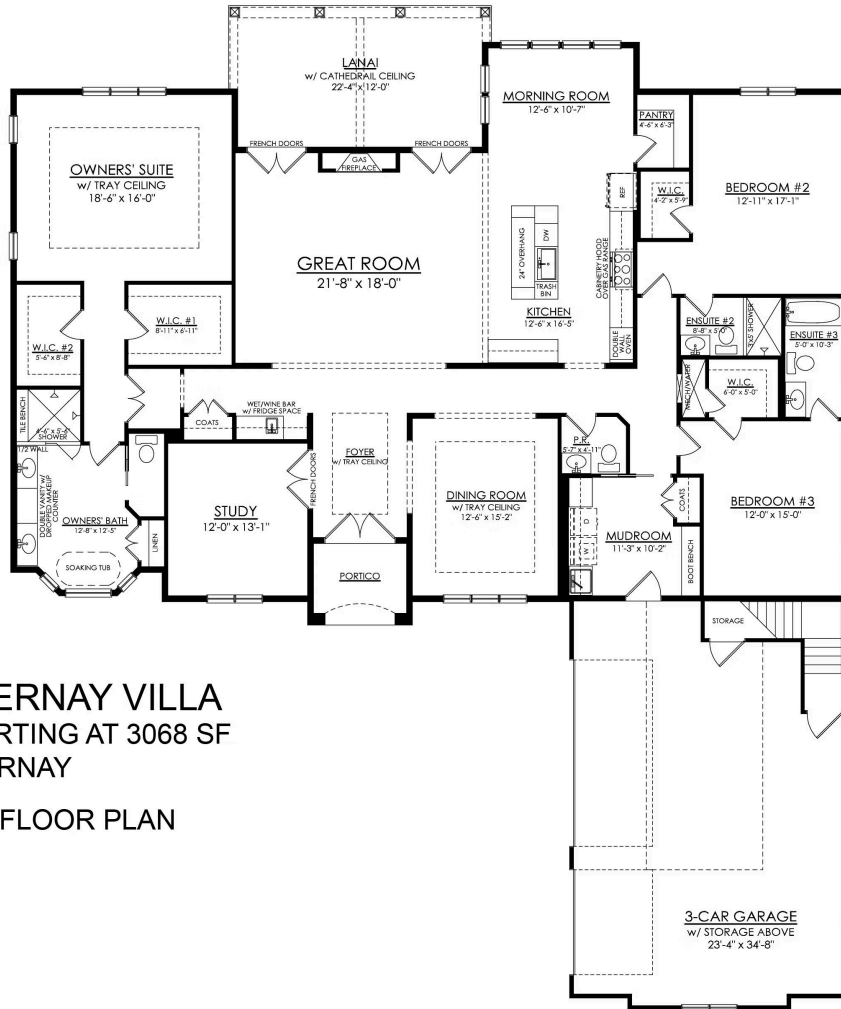 LANAI
w/ CATHEDRAIL CEILING
22'-4"x 12'-0"
MORNING ROOM
12'-6" x 10'-7"
PANTRY
4'-6" x 6'-3"
FRENCH DOORS
GAS
FIREPLACE
FRENCH DOORS
OWNERS' SUITE
w/ TRAY CEILING
18'-6" x 16'-0"
W.I.C.
4'-2" x 5'-9"
REF
BEDROOM #2
12'-11" x 17'-1"
GREAT ROOM
21'-8" x 18'-0"
24" OVERHANG
DW
TRASH
BIN
CABINETRY HOOD
OVER GAS RANGE
KITCHEN
12'-6" x 16'-5"
DOUBLE
WALL
OVEN
W.I.C. #1
8'-11" x 6'-11"
W.I.C. #2
5'-6" x 8'-8"
ENSUITE #2
8'-8" x 5'-0"
3'x5' SHOWER
ENSUITE #3
5'-0" x 10'-3"
MECH/WATER
W.I.C.
6'-0" x 5'-0"
TILE BENCH
4'-6" x 5'-6"
SHOWER
1/2 WALL
COATS
WET/WINE BAR
w/ FRIDGE SPACE
FOYER
w/ TRAY CEILING
FRENCH DOORS
P.R.
5'-7" x 4'-11"
DOUBLE VANITY w/
DROPPED MAKEUP
COUNTER
OWNERS' BATH
12'-8" x 12'-5"
LINEN
SOAKING TUB
STUDY
12'-0" x 13'-1"
DINING ROOM
w/ TRAY CEILING
12'-6" x 15'-2"
COATS
BEDROOM #3
12'-0" x 15'-0"
D
W
MUDROOM
11'-3" x 10'-2"
BOOT BENCH
PORTICO
STORAGE
ERNAY VILLA
RTING AT 3068 SF
RNAY
FLOOR PLAN
3-CAR GARAGE
w/ STORAGE ABOVE
23'-4" x 34'-8"